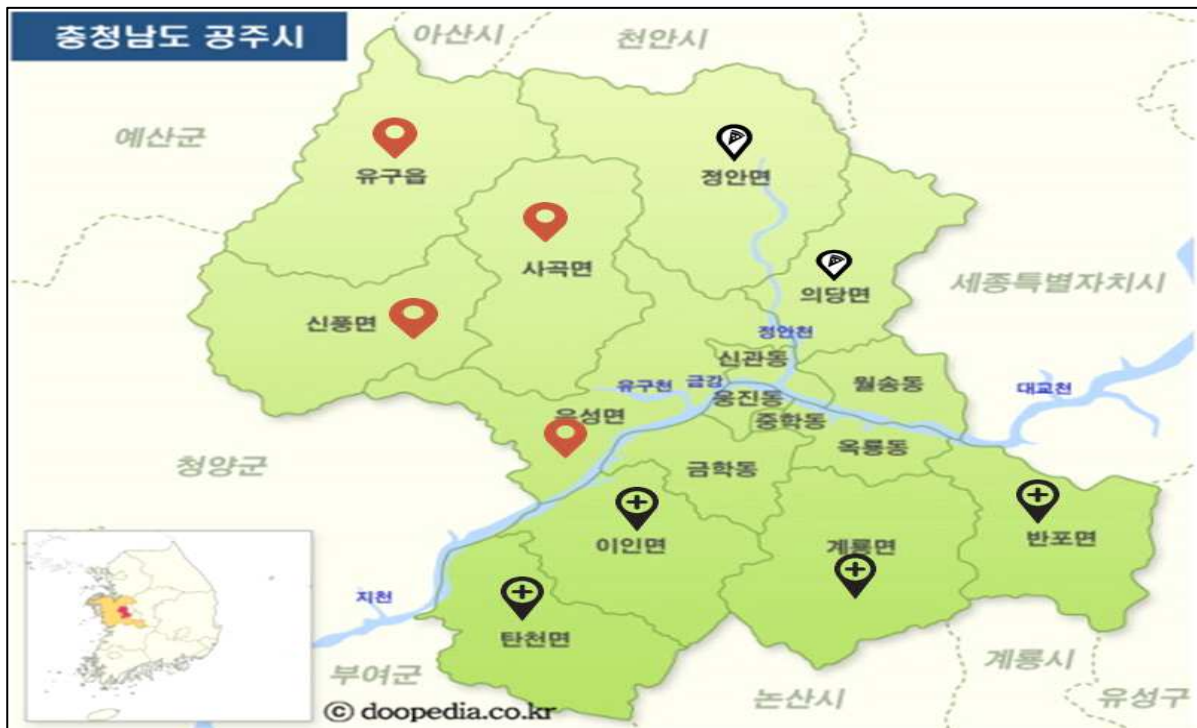 충청남도 공주시
아산시
천안시
예산군
유구읍
정안면
사곡면
의당면
세종특별자치시
신풍면
정안천
신관동
월송동
유구천
금강
대교천
웅진동
중학동
옥룡동
청양군
금학동
이인면
계룡면
반포면
지천
탄천면
부여군
계룡시
논산시
유성구
ⓒ doopedia.co.kr